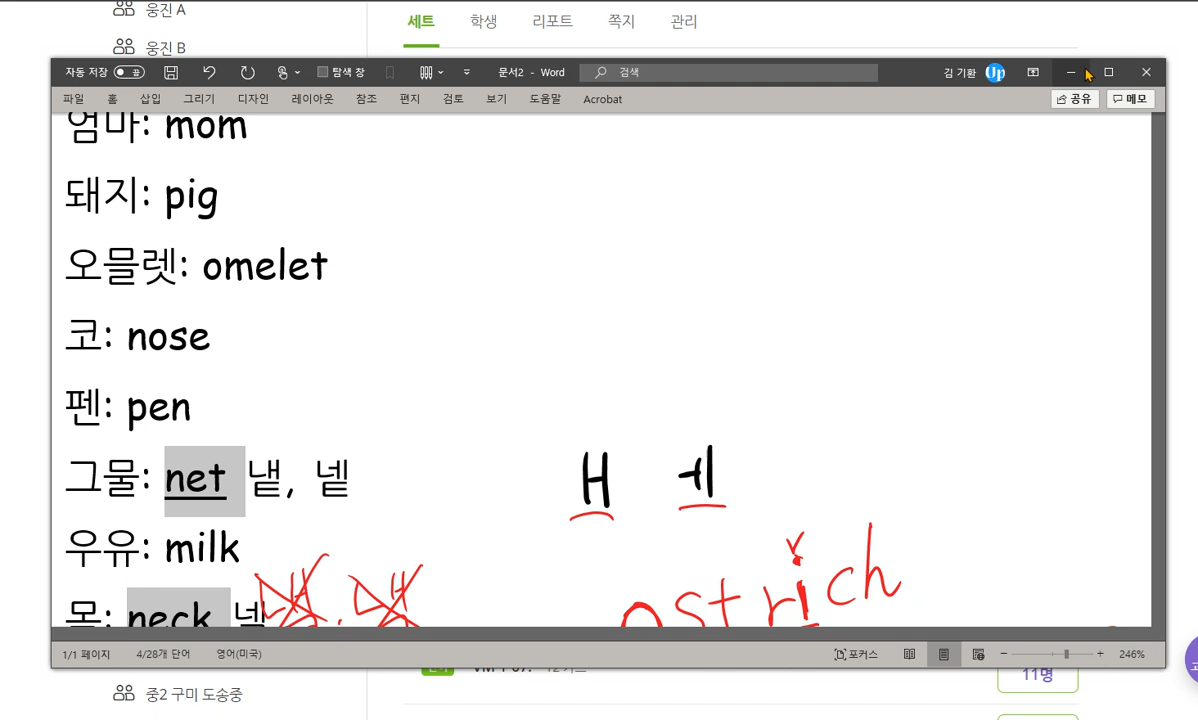 웅진 A
웅진 B
세트 학생 리포트 쪽지 관리
자동 저장 끔 탐색 창 문서2 - Word 검색 김 기환 Up
파일 홈 삽입 그리기 디자인 레이아웃 참조 편지 검토 보기 도움말 Acrobat 공유 메모
엄마: mom
돼지: pig
오믈렛: omelet
코: nose
펜: pen
그물: net 냍, 넽
ㅐ ㅔ
우유: milk
ostrich
몫: neck 넼
1/1 페이지 4/28개 단어 영어(미국) 포커스 246%
11명
중2 구미 도송중